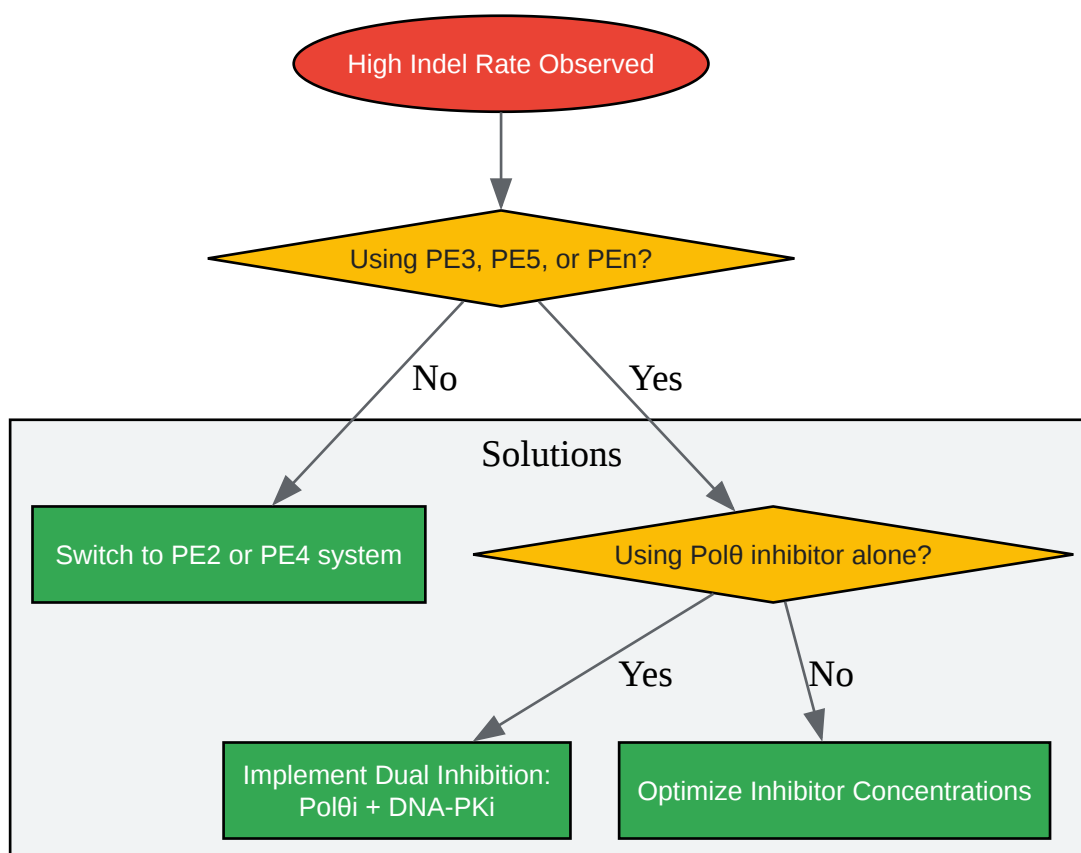 High Indel Rate Observed
Using PE3, PE5, or PEn?
No
Yes
Solutions
Switch to PE2 or PE4 system
Using Polθ inhibitor alone?
Yes
No
Implement Dual Inhibition:
Polθi + DNA-PKi
Optimize Inhibitor Concentrations